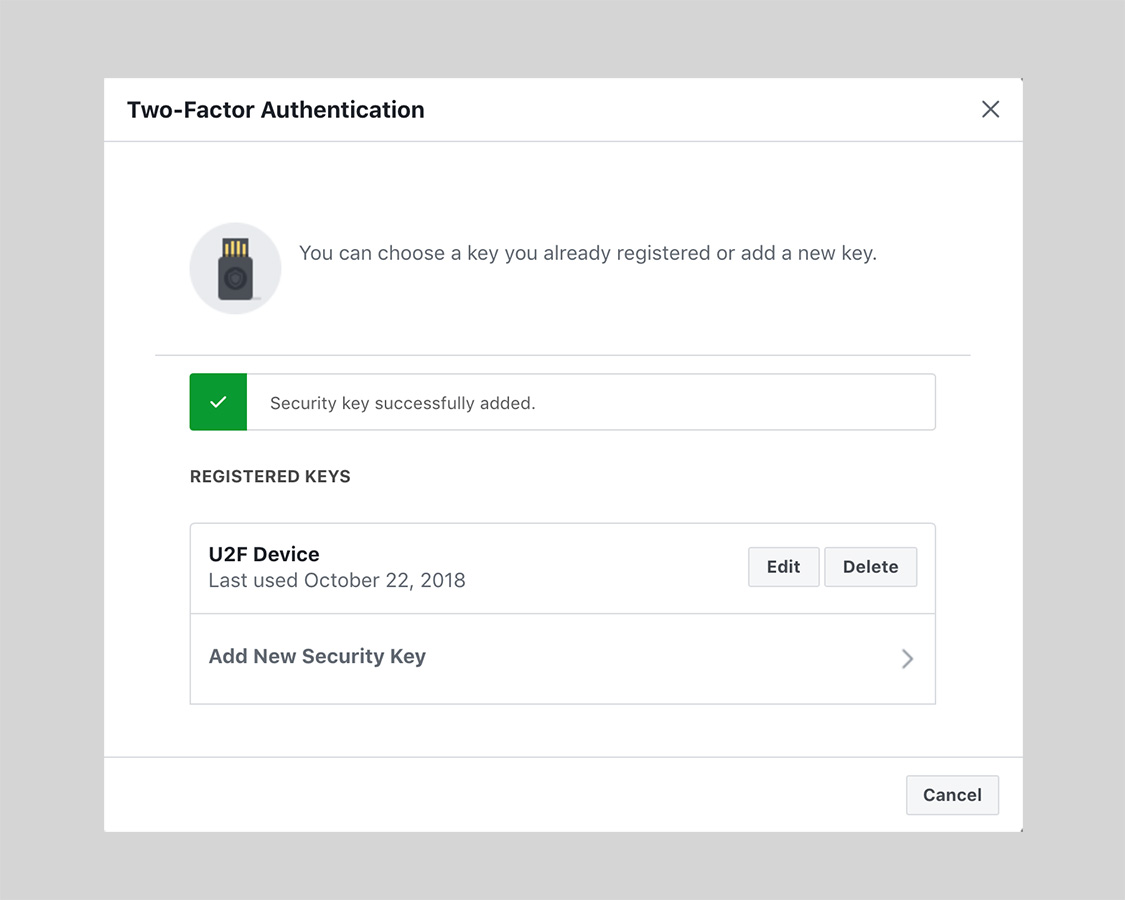 Two-Factor Authentication
You can choose a key you already registered or add a new key.
Security key successfully added.
REGISTERED KEYS
U2F Device
Last used October 22, 2018
Edit
Delete
Add New Security Key
Cancel